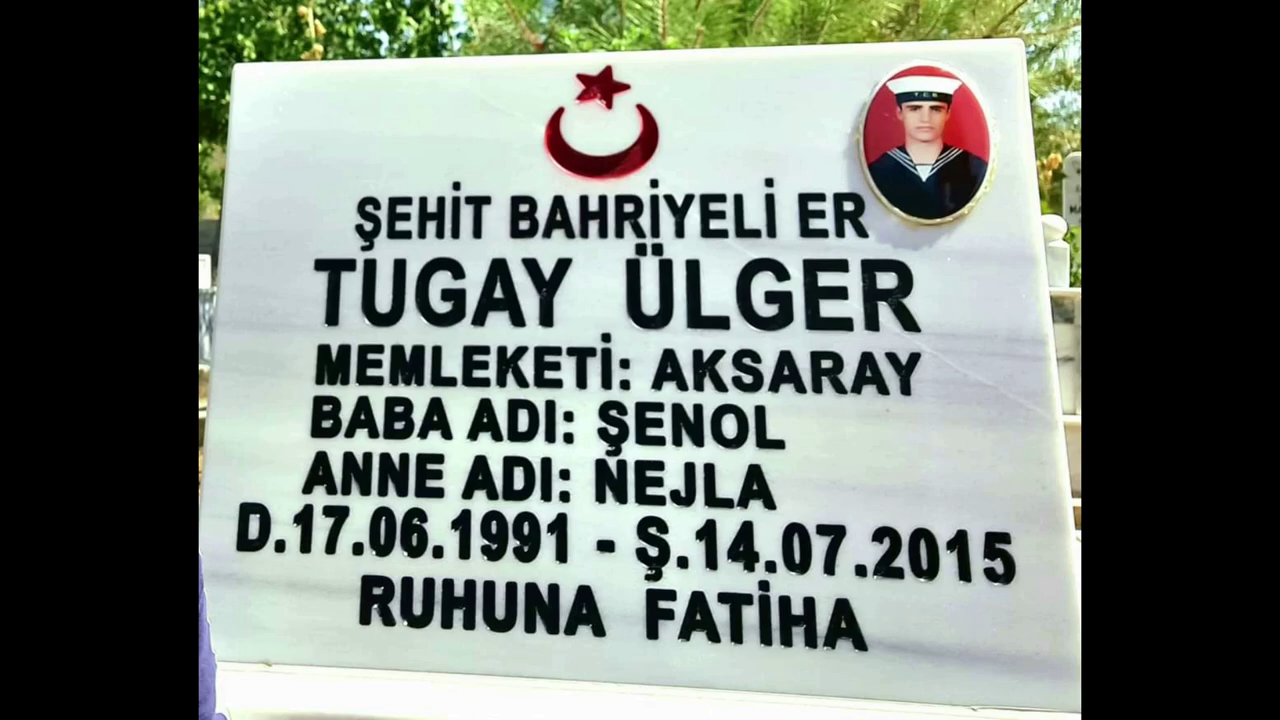 T.C.B
ŞEHİT BAHRİYELİ ER
TUGAY ÜLGER
MEMLEKETİ: AKSARAY
BABA ADI: ŞENOL
ANNE ADI: NEJLA
D.17.06.1991 - Ş.14.07.2015
RUHUNA FATİHA